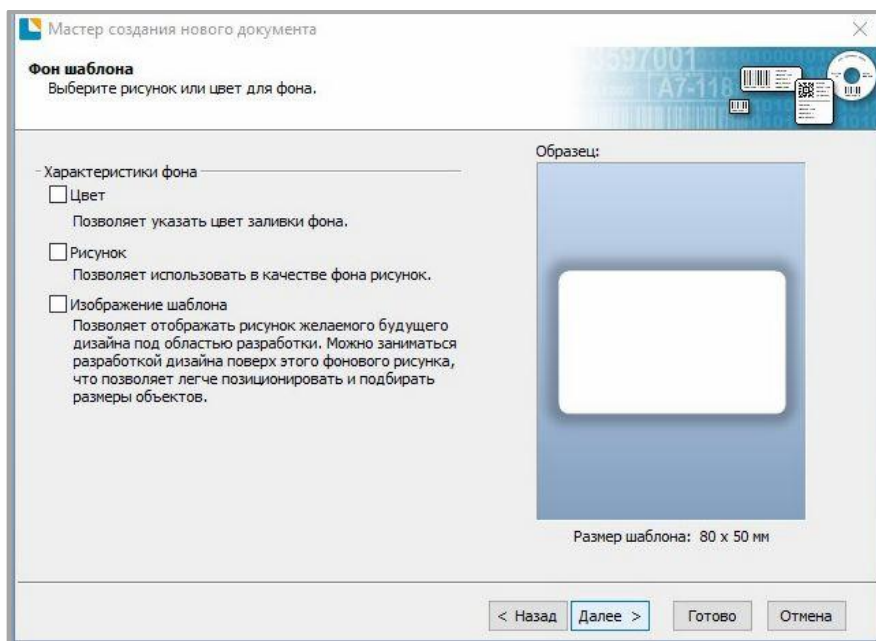 Мастер создания нового документа
Фон шаблона
Выберите рисунок или цвет для фона.
597001
A7-118
Характеристики фона
Цвет
Позволяет указать цвет заливки фона.
Рисунок
Позволяет использовать в качестве фона рисунок.
Изображение шаблона
Позволяет отображать рисунок желаемого будущего
дизайна под областью разработки. Можно заниматься
разработкой дизайна поверх этого фонового рисунка,
что позволяет легче позиционировать и подбирать
размеры объектов.
Образец:
Размер шаблона: 80 x 50 мм
< Назад
Далее >
Готово
Отмена